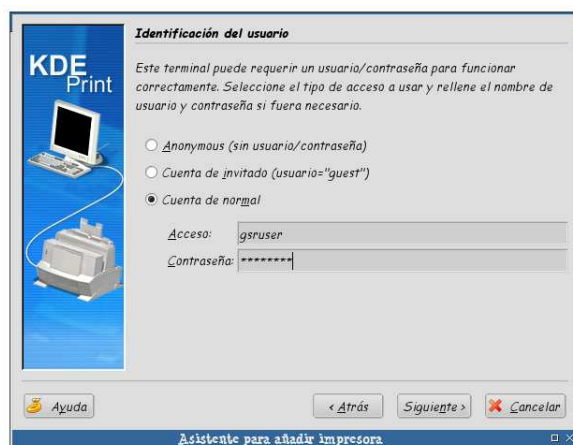 Identificación del usuario
KDE
Print
Este terminal puede requerir un usuario/contraseña para funcionar
correctamente. Seleccione el tipo de acceso a usar y rellene el nombre de
usuario y contraseña si fuera necesario.
Anonymous (sin usuario/contraseña)
Cuenta de invitado (usuario="guest")
Cuenta de normal
Acceso: gsruser
Contraseña: ********
Ayuda ‹ Atrás Siguiente › Cancelar
Asistente para añadir impresora